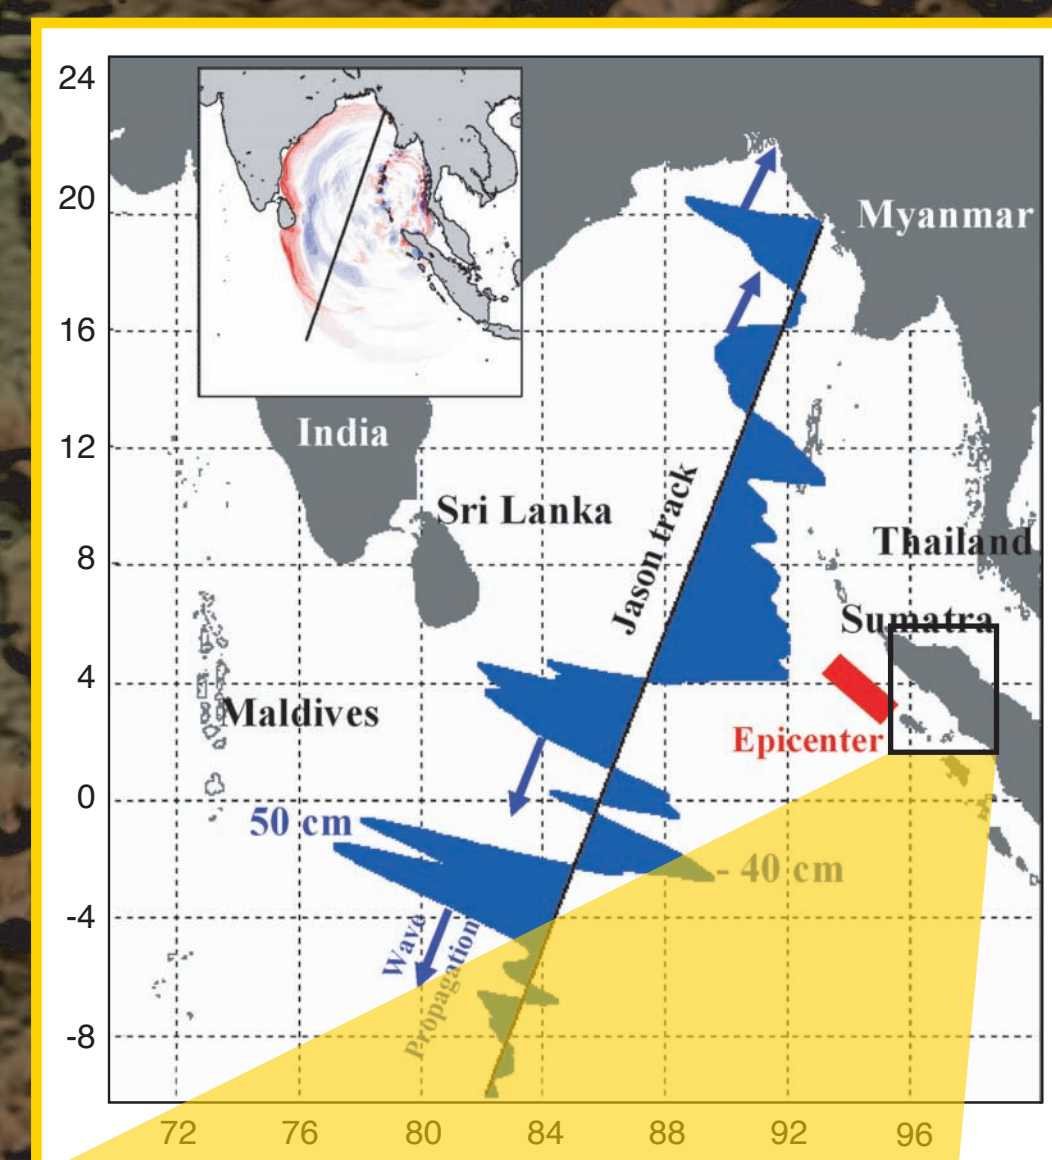 24
20
16
12
8
4
0
-4
-8
Myanmar
India
Sri Lanka
Jason track
Thailand
Sumatra
Maldives
Epicenter
50 cm
- 40 cm
Wave
Propagation
72
76
80
84
88
92
96